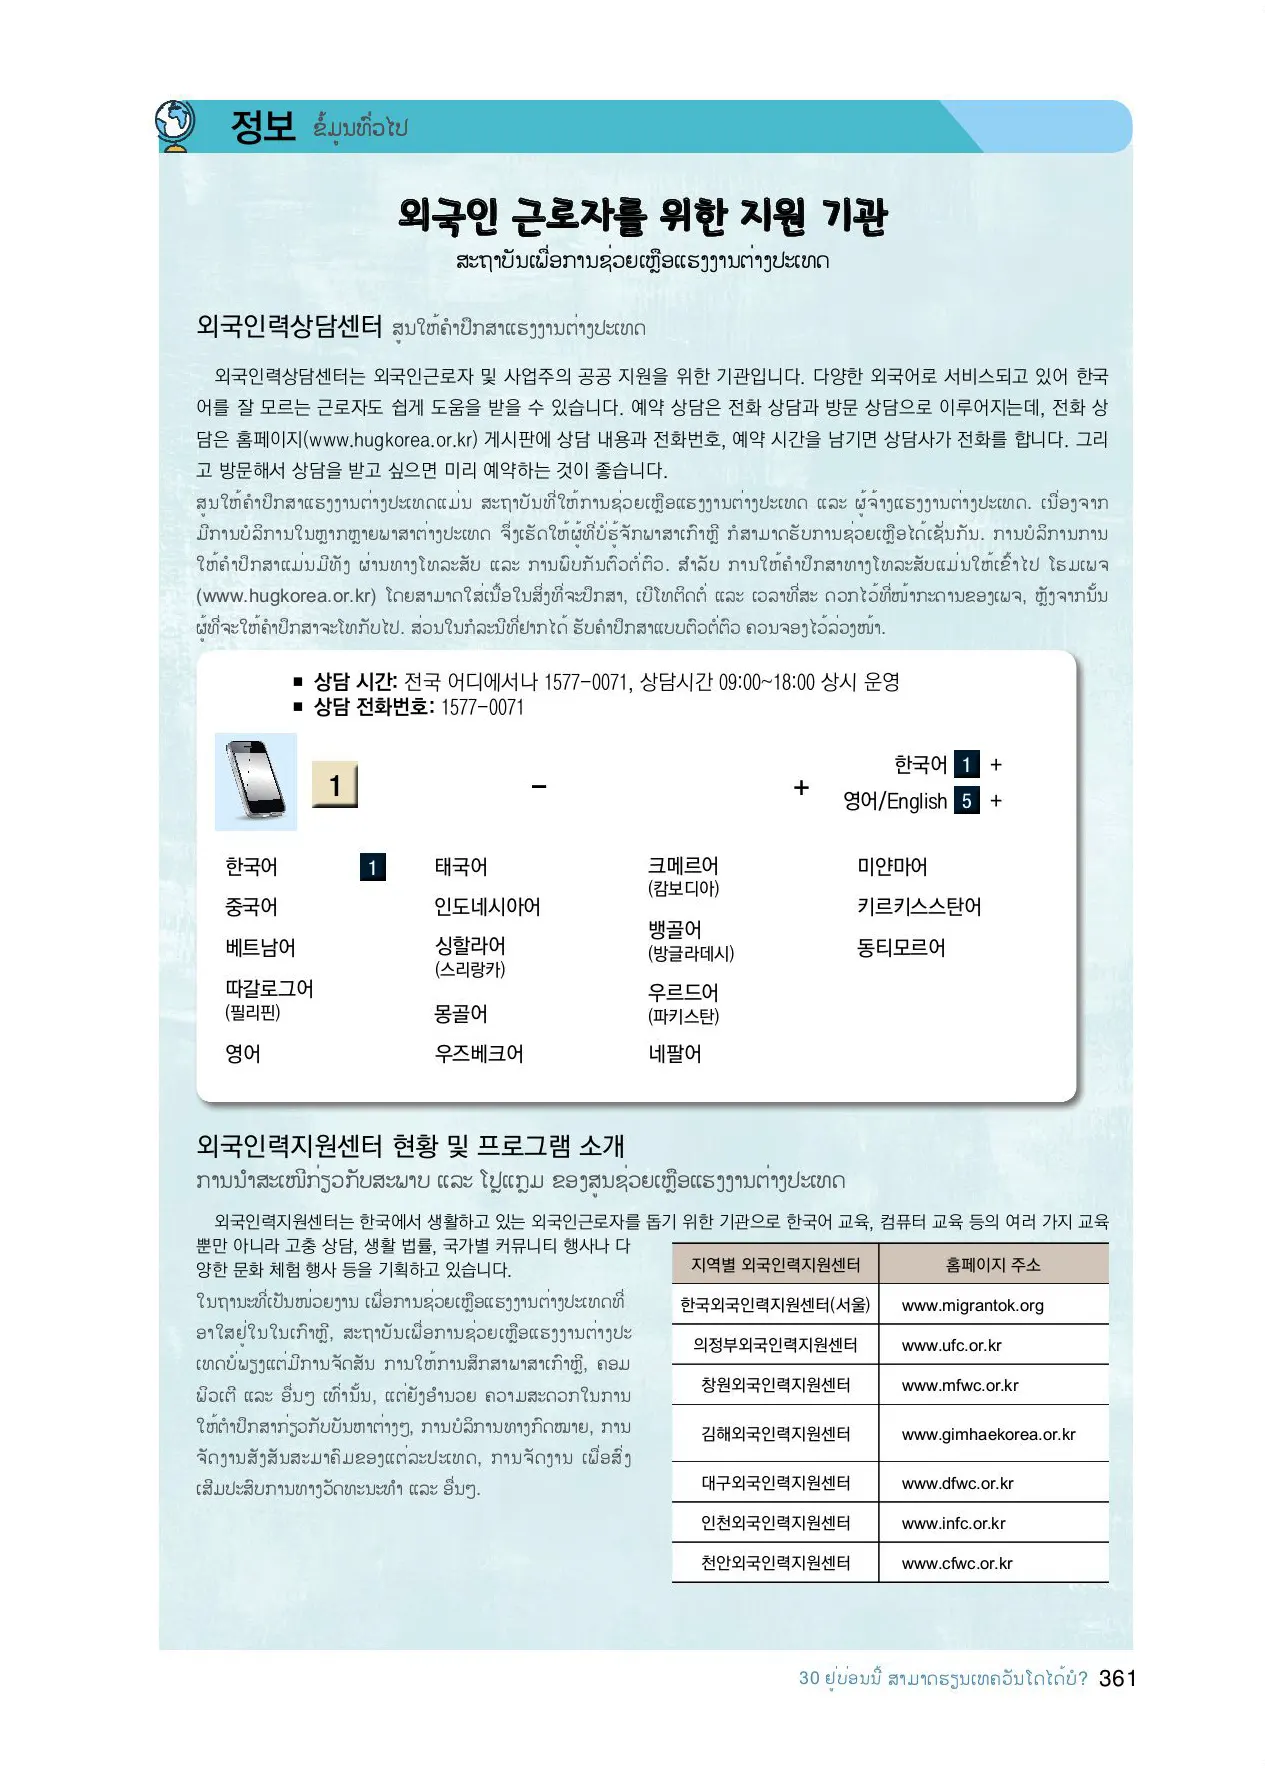 정보 ຂໍ້ມູນທົ່ວໄປ
외국인 근로자를 위한 지원 기관
ສະຖາບັນເພື່ອການຊ່ວຍເຫຼືອແຮງງານຕ່າງປະເທດ
외국인력상담센터 ສູນໃຫ້ຄຳປຶກສາແຮງງານຕ່າງປະເທດ
외국인력상담센터는 외국인근로자 및 사업주의 공공 지원을 위한 기관입니다. 다양한 외국어로 서비스되고 있어 한국
어를 잘 모르는 근로자도 쉽게 도움을 받을 수 있습니다. 예약 상담은 전화 상담과 방문 상담으로 이루어지는데, 전화 상
담은 홈페이지(www.hugkorea.or.kr) 게시판에 상담 내용과 전화번호, 예약 시간을 남기면 상담사가 전화를 합니다. 그리
고 방문해서 상담을 받고 싶으면 미리 예약하는 것이 좋습니다.
ສູນໃຫ້ຄຳປຶກສາແຮງງານຕ່າງປະເທດແມ່ນ ສະຖາບັນທີ່ໃຫ້ການຊ່ວຍເຫຼືອແຮງງານຕ່າງປະເທດ ແລະ ຜູ້ຈ້າງແຮງງານຕ່າງປະເທດ. ເນື່ອງຈາກ
ມີການບໍລິການໃນຫຼາກຫຼາຍພາສາຕ່າງປະເທດ ຈຶ່ງເຮັດໃຫ້ຜູ້ທີ່ບໍ່ຮູ້ຈັກພາສາເກົາຫຼີ ກໍສາມາດຮັບການຊ່ວຍເຫຼືອໄດ້ເຊັ່ນກັນ. ການບໍລິການການ
ໃຫ້ຄຳປຶກສາແມ່ນມີທັງ ຜ່ານທາງໂທລະສັບ ແລະ ການພົບກັນຕົວຕໍ່ຕົວ. ສຳລັບ ການໃຫ້ຄຳປຶກສາທາງໂທລະສັບແມ່ນໃຫ້ເຂົ້າໄປ ໂຮມເພຈ
(www.hugkorea.or.kr) ໂດຍສາມາດໃສ່ເນື້ອໃນສິ່ງທີ່ຈະປຶກສາ, ເບີໂທຕິດຕໍ່ ແລະ ເວລາທີ່ສະ ດວກໄວ້ທີ່ໜ້າກະດານຂອງເພຈ, ຫຼັງຈາກນັ້ນ
ຜູ້ທີ່ຈະໃຫ້ຄຳປຶກສາຈະໂທກັບໄປ. ສ່ວນໃນກໍລະນີທີ່ຢາກໄດ້ ຮັບຄຳປຶກສາແບບຕົວຕໍ່ຕົວ ຄວນຈອງໄວ້ລ່ວງໜ້າ.
■ 상담 시간: 전국 어디에서나 1577-0071, 상담시간 09:00~18:00 상시 운영
■ 상담 전화번호: 1577-0071
1 - + 한국어 1 +
영어/English 5 +
한국어 1 태국어 크메르어 미얀마어
(캄보디아)
중국어 인도네시아어 키르키스스탄어
뱅골어
(방글라데시)
베트남어 싱할라어 동티모르어
(스리랑카)
따갈로그어 우르드어
(필리핀) 몽골어 (파키스탄)
영어 우즈베크어 네팔어
외국인력지원센터 현황 및 프로그램 소개
ການນຳສະເໜີກ່ຽວກັບສະພາບ ແລະ ໂປຼແກຼມ ຂອງສູນຊ່ວຍເຫຼືອແຮງງານຕ່າງປະເທດ
외국인력지원센터는 한국에서 생활하고 있는 외국인근로자를 돕기 위한 기관으로 한국어 교육, 컴퓨터 교육 등의 여러 가지 교육
뿐만 아니라 고충 상담, 생활 법률, 국가별 커뮤니티 행사나 다
양한 문화 체험 행사 등을 기획하고 있습니다.
ໃນຖານະທີ່ເປັນໜ່ວຍງານ ເພື່ອການຊ່ວຍເຫຼືອແຮງງານຕ່າງປະເທດທີ່
ອາໃສຢູ່ໃນໃນເກົາຫຼີ, ສະຖາບັນເພື່ອການຊ່ວຍເຫຼືອແຮງງານຕ່າງປະ
ເທດບໍ່ພຽງແຕ່ມີການຈັດສັນ ການໃຫ້ການສຶກສາພາສາເກົາຫຼີ, ຄອມ
ພິວເຕີ ແລະ ອື່ນໆ ເທົ່ານັ້ນ, ແຕ່ຍັງອຳນວຍ ຄວາມສະດວກໃນການ
ໃຫ້ຕຳປຶກສາກ່ຽວກັບບັນຫາຕ່າງໆ, ການບໍລິການທາງກົດໝາຍ, ການ
ຈັດງານສັງສັນສະມາຄົມຂອງແຕ່ລະປະເທດ, ການຈັດງານ ເພື່ອສົ່ງ
ເສີມປະສົບການທາງວັດທະນະທຳ ແລະ ອື່ນໆ.
지역별 외국인력지원센터 홈페이지 주소
한국외국인력지원센터(서울) www.migrantok.org
의정부외국인력지원센터 www.ufc.or.kr
창원외국인력지원센터 www.mfwc.or.kr
김해외국인력지원센터 www.gimhaekorea.or.kr
대구외국인력지원센터 www.dfwc.or.kr
인천외국인력지원센터 www.infc.or.kr
천안외국인력지원센터 www.cfwc.or.kr
30 ຢູ່ບ່ອນນີ້ ສາມາດຮຽນເທຄວັນໂດໄດ້ບໍ? 361